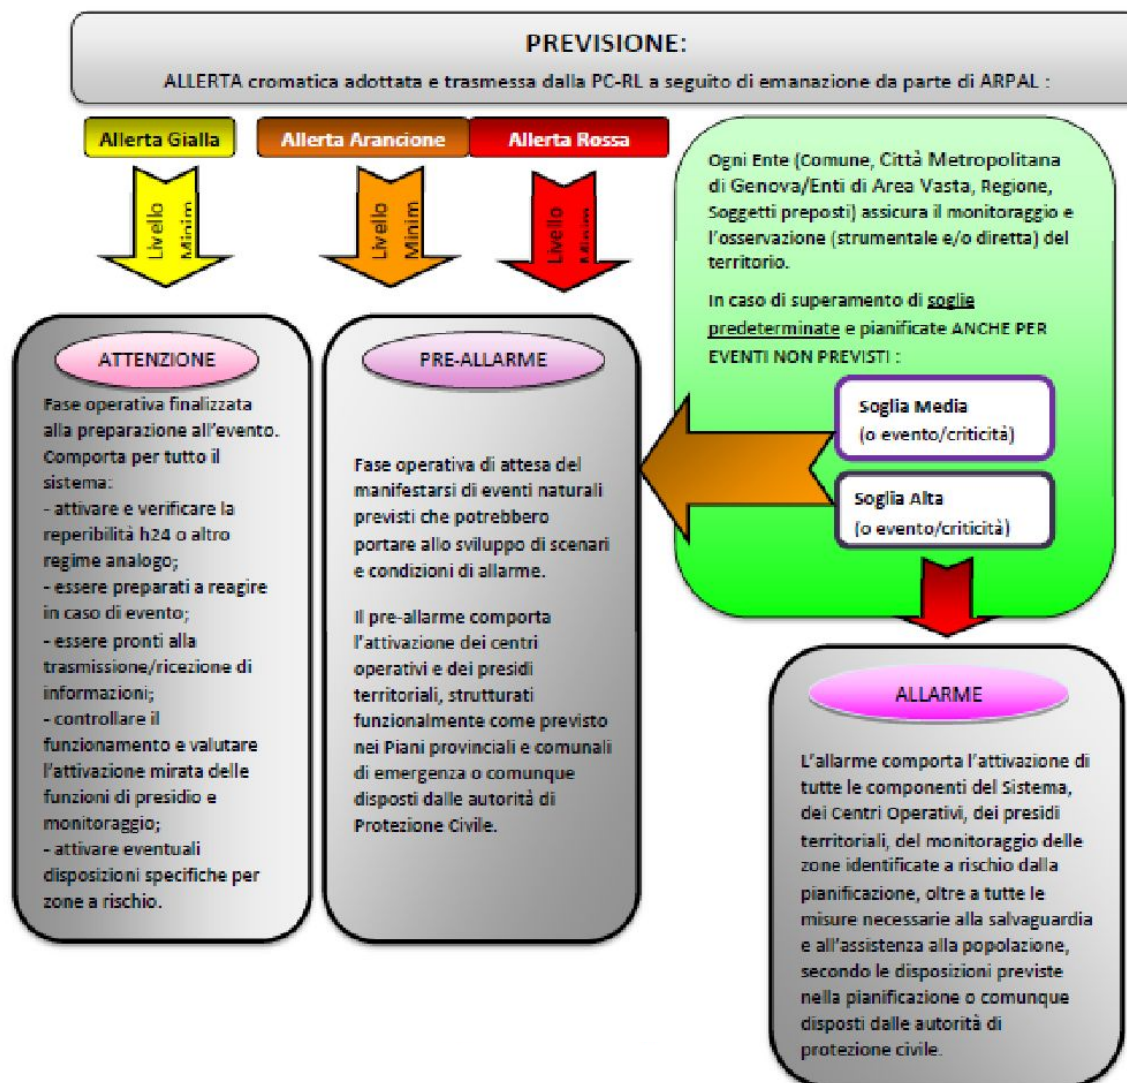 PREVISIONE:
ALLERTA cromatica adottata e trasmessa dalla PC-RL a seguito di emanazione da parte di ARPAL :
Allerta Gialla
Allerta Arancione
Allerta Rossa
Livello
Minim
Livello
Minim
Livello
Minim
Ogni Ente (Comune, Città Metropolitana
di Genova/Enti di Area Vasta, Regione,
Soggetti preposti) assicura il monitoraggio e
l'osservazione (strumentale e/o diretta) del
territorio.
In caso di superamento di soglie
predeterminate e pianificate ANCHE PER
EVENTI NON PREVISTI :
Soglia Media
(o evento/criticità)
Soglia Alta
(o evento/criticità)
ATTENZIONE
Fase operativa finalizzata
alla preparazione all'evento.
Comporta per tutto il
sistema:
- attivare e verificare la
reperibilità h24 o altro
regime analogo;
- essere preparati a reagire
in caso di evento;
- essere pronti alla
trasmissione/ricezione di
informazioni;
- controllare il
funzionamento e valutare
l'attivazione mirata delle
funzioni di presidio e
monitoraggio;
- attivare eventuali
disposizioni specifiche per
zone a rischio.
PRE-ALLARME
Fase operativa di attesa del
manifestarsi di eventi naturali
previsti che potrebbero
portare allo sviluppo di scenari
e condizioni di allarme.
Il pre-allarme comporta
l'attivazione dei centri
operativi e dei presidi
territoriali, strutturati
funzionalmente come previsto
nei Piani provinciali e comunali
di emergenza o comunque
disposti dalle autorità di
Protezione Civile.
ALLARME
L'allarme comporta l'attivazione di
tutte le componenti del Sistema,
dei Centri Operativi, dei presidi
territoriali, del monitoraggio delle
zone identificate a rischio dalla
pianificazione, oltre a tutte le
misure necessarie alla salvaguardia
e all'assistenza alla popolazione,
secondo le disposizioni previste
nella pianificazione o comunque
disposti dalle autorità di
protezione civile.